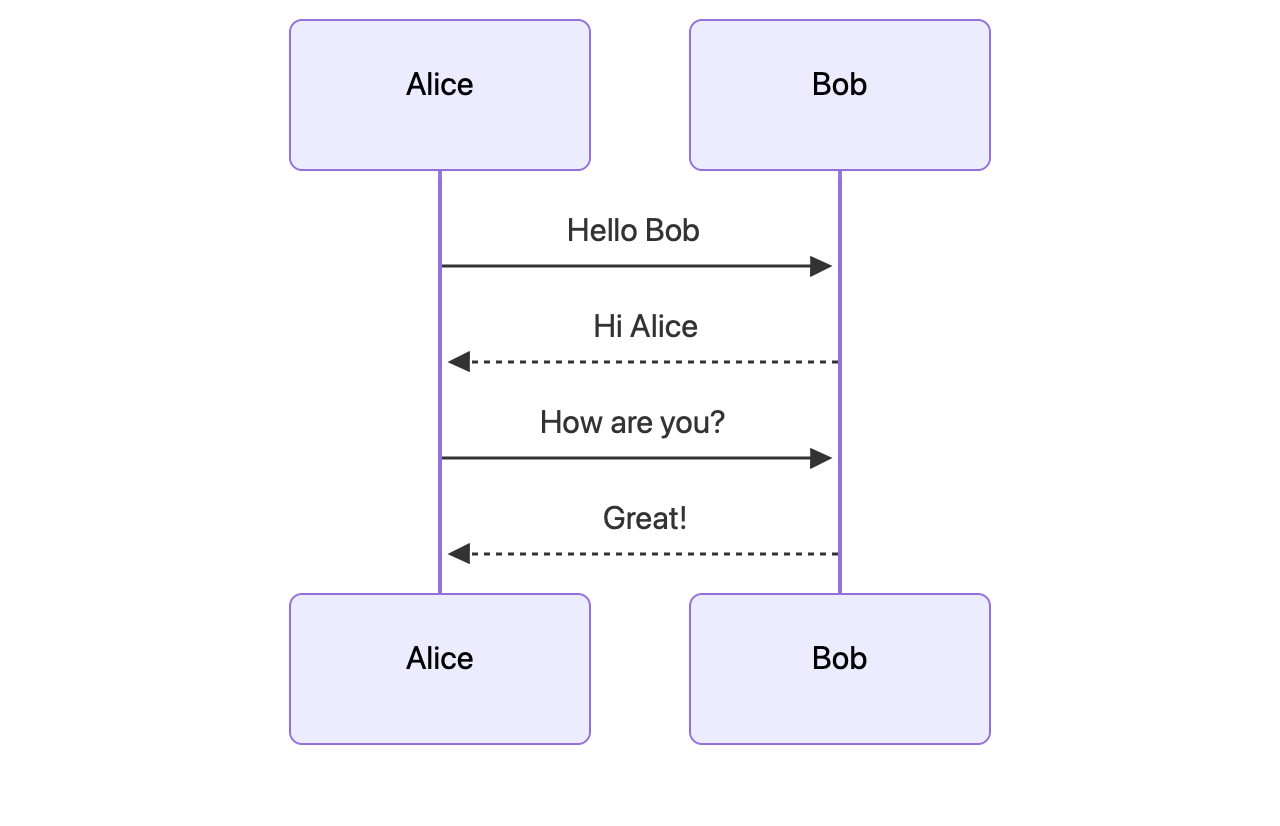 Alice
Bob
Hello Bob
Hi Alice
How are you?
Great!
Alice
Bob